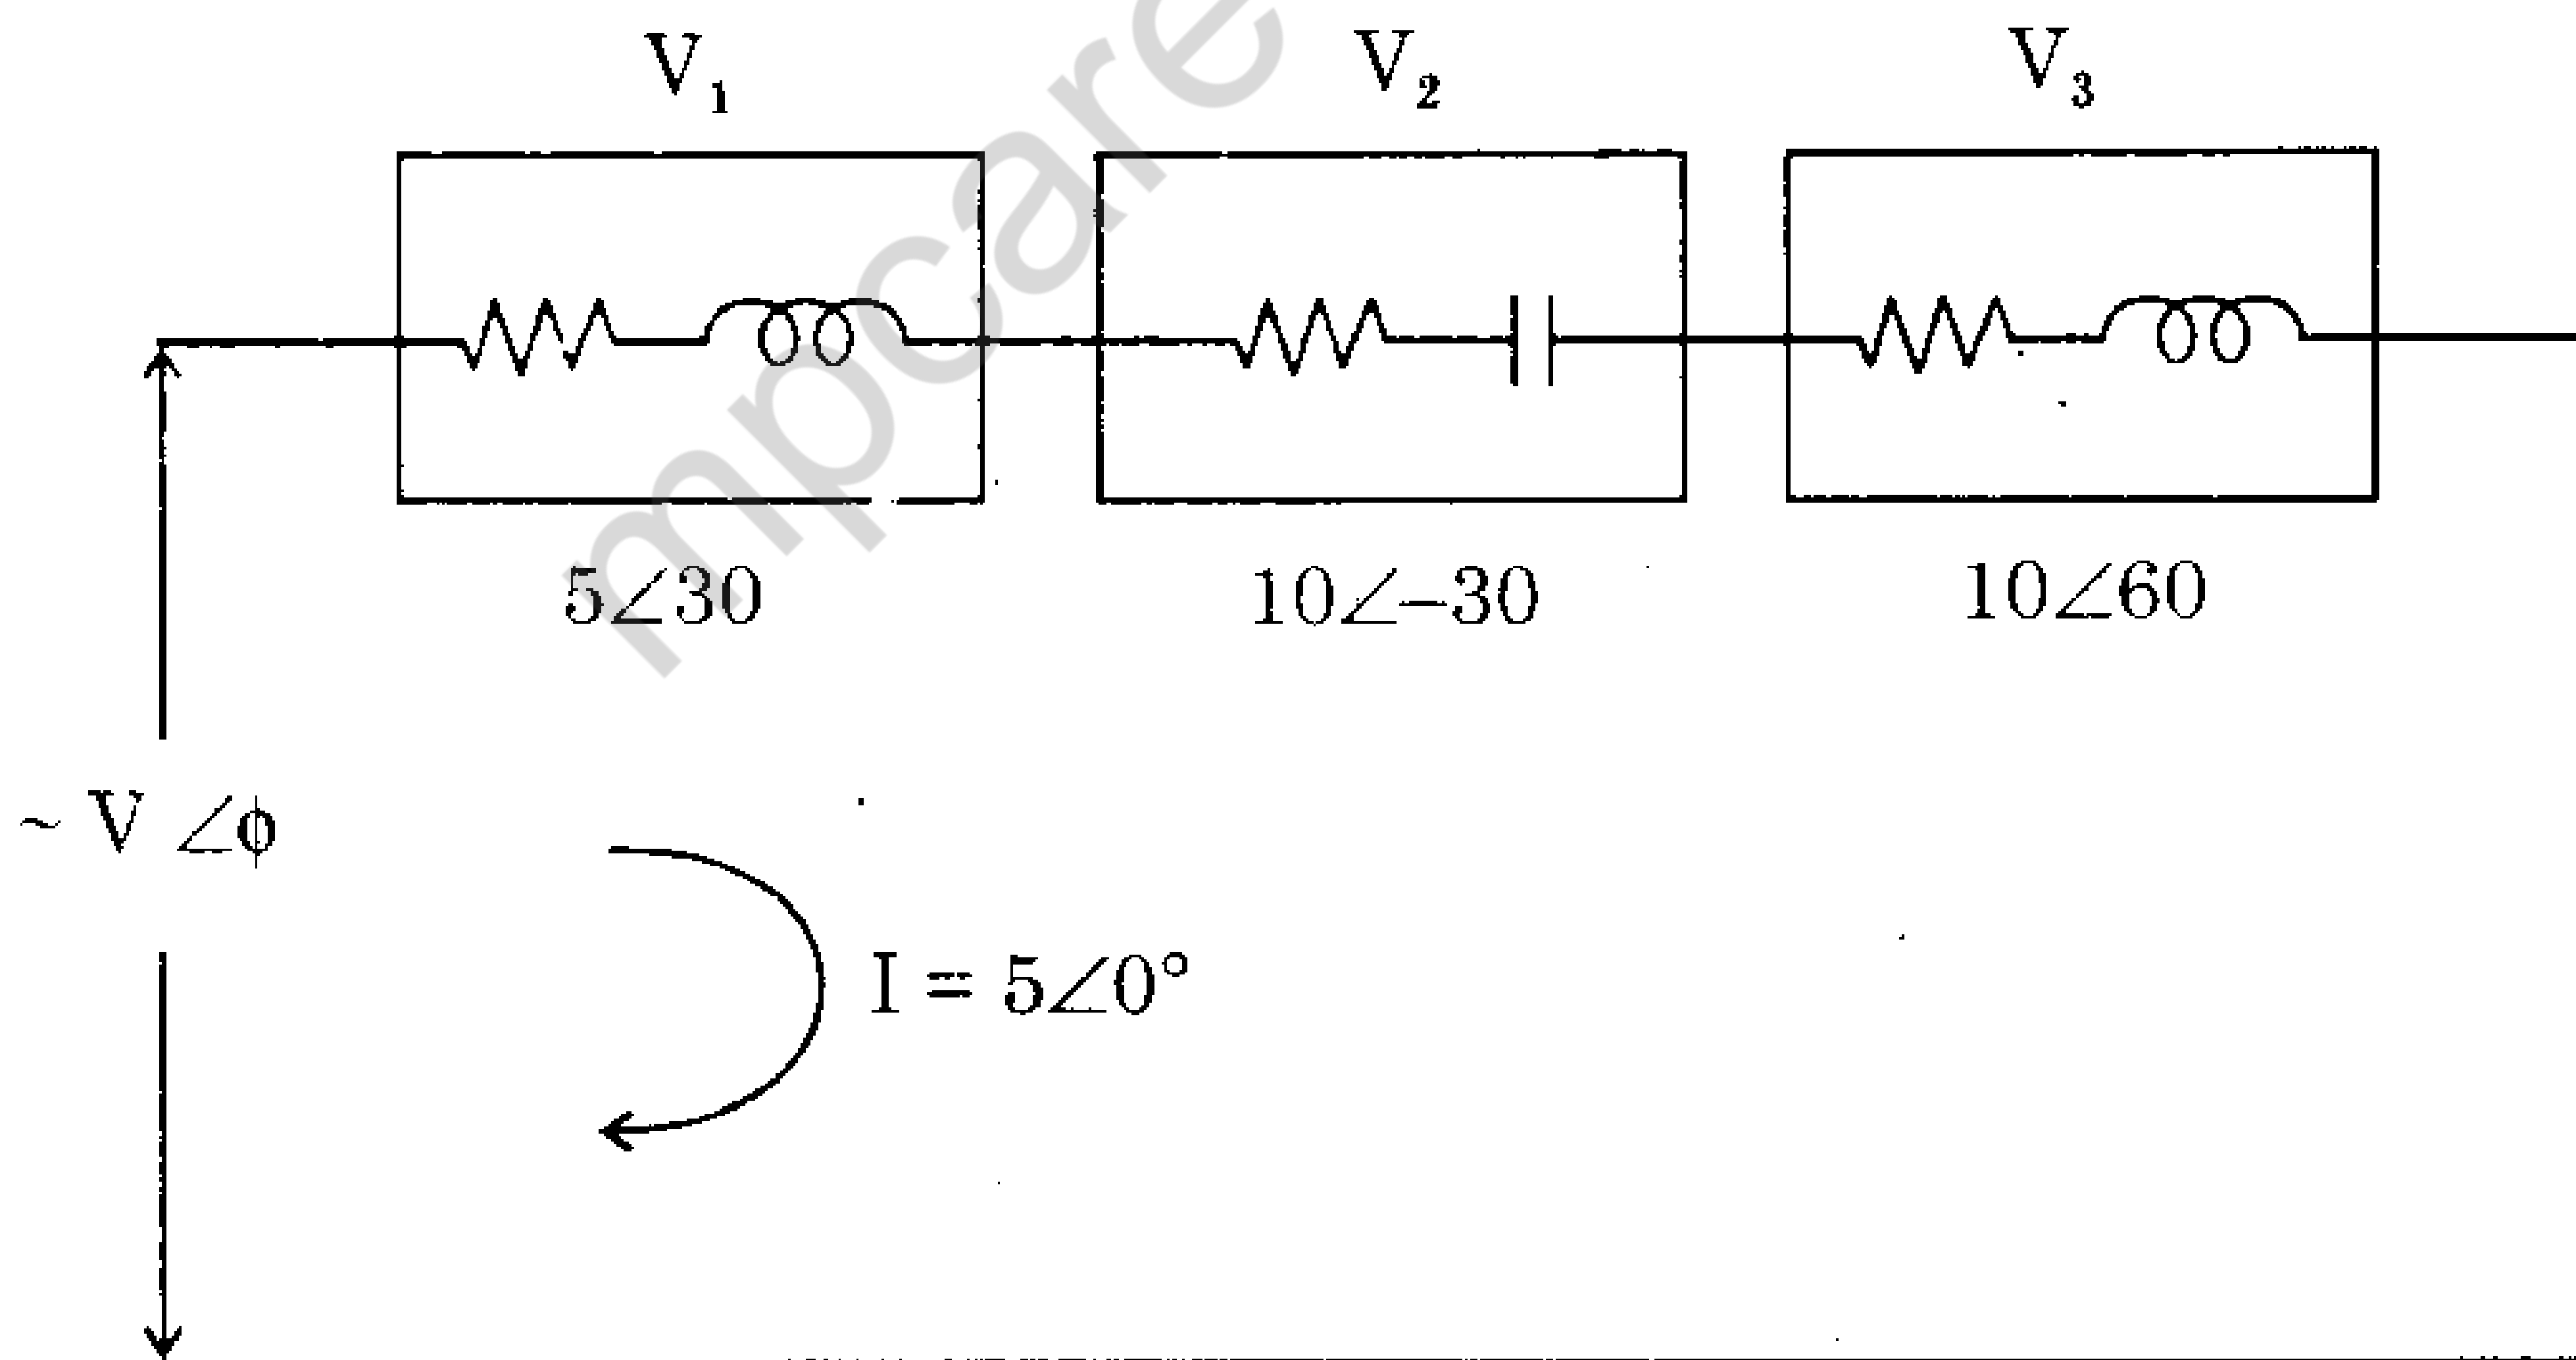 V₁ V₂ V₃
mpcare
5∠30 10∠–30 10∠60
~ V ∠ϕ
I = 5∠0°